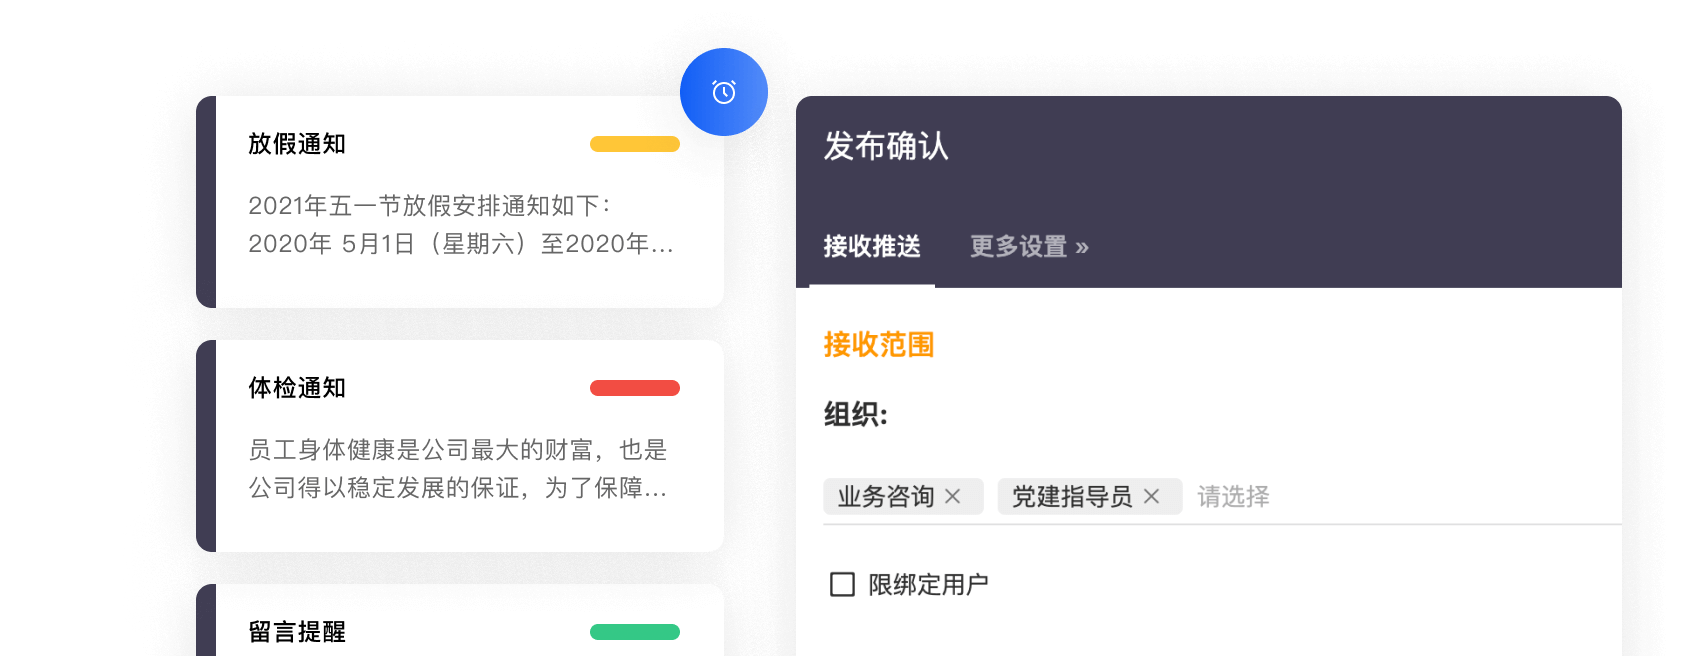 放假通知
2021年五一节放假安排通知如下：
2020年 5月1日（星期六）至2020年...
体检通知
员工身体健康是公司最大的财富，也是
公司得以稳定发展的保证，为了保障...
留言提醒
发布确认
接收推送 更多设置 »
接收范围
组织:
业务咨询 × 党建指导员 × 请选择
限绑定用户